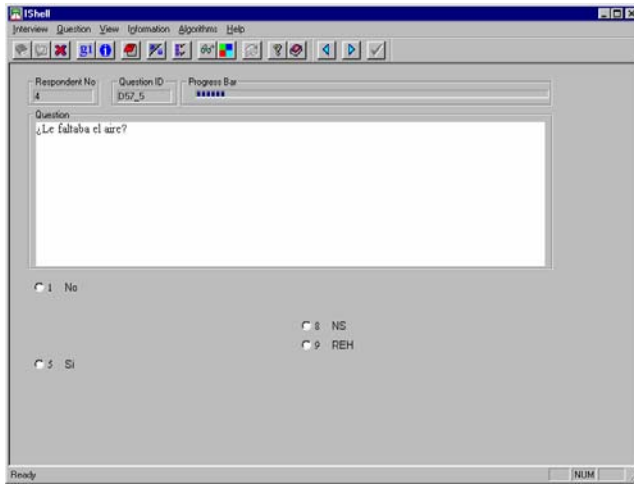 IShell
Interview Question View Information Algorithms Help
gi
Respondent No Question ID Progress Bar
4 D57_5
Question
¿Le faltaba el aire?
1 No
8 NS
9 REH
5 Si
Ready NUM